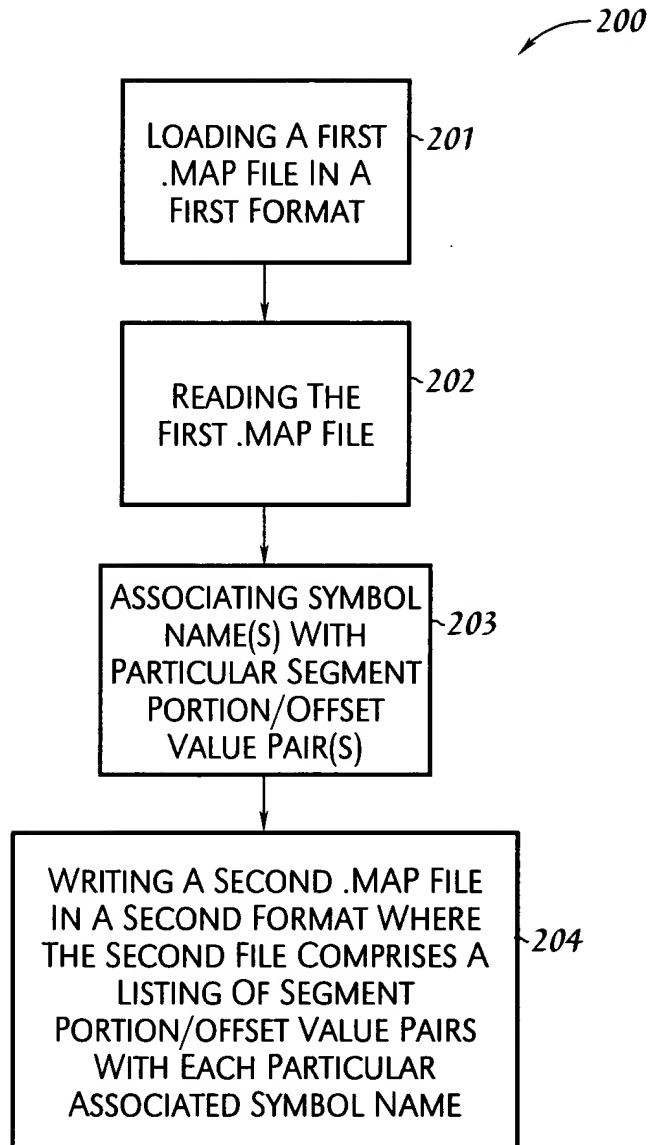 200
LOADING A FIRST
.MAP FILE IN A
FIRST FORMAT
201
READING THE
FIRST .MAP FILE
202
ASSOCIATING SYMBOL
NAME(S) WITH
PARTICULAR SEGMENT
PORTION/OFFSET
VALUE PAIR(S)
203
WRITING A SECOND .MAP FILE
IN A SECOND FORMAT WHERE
THE SECOND FILE COMPRISES A
LISTING OF SEGMENT
PORTION/OFFSET VALUE PAIRS
WITH EACH PARTICULAR
ASSOCIATED SYMBOL NAME
204